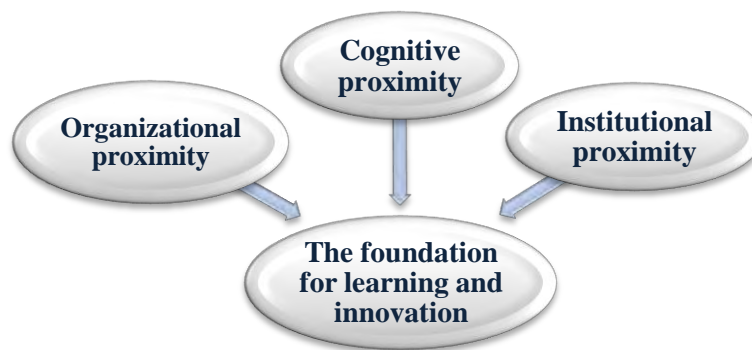 Cognitive
proximity
Organizational
proximity
Institutional
proximity
The foundation
for learning and
innovation